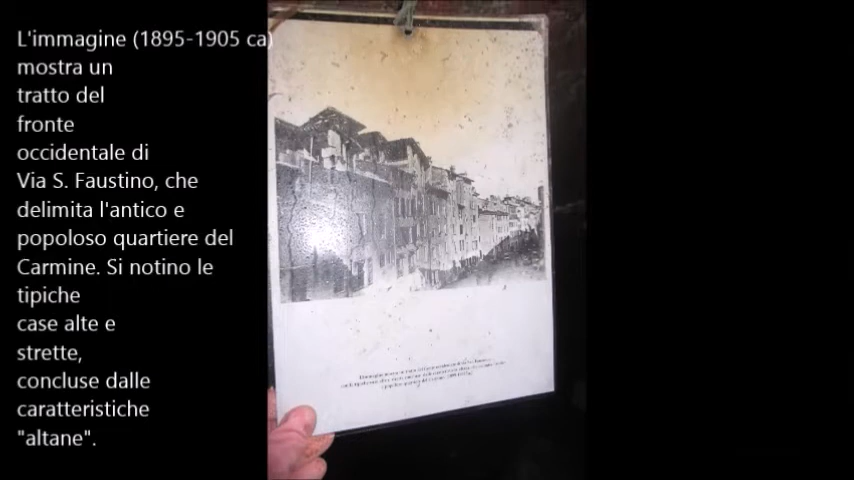 L'immagine (1895-1905 ca)
mostra un
tratto del
fronte
occidentale di
Via S. Faustino, che
delimita l'antico e
popoloso quartiere del
Carmine. Si notino le
tipiche
case alte e
strette,
concluse dalle
caratteristiche
"altane".